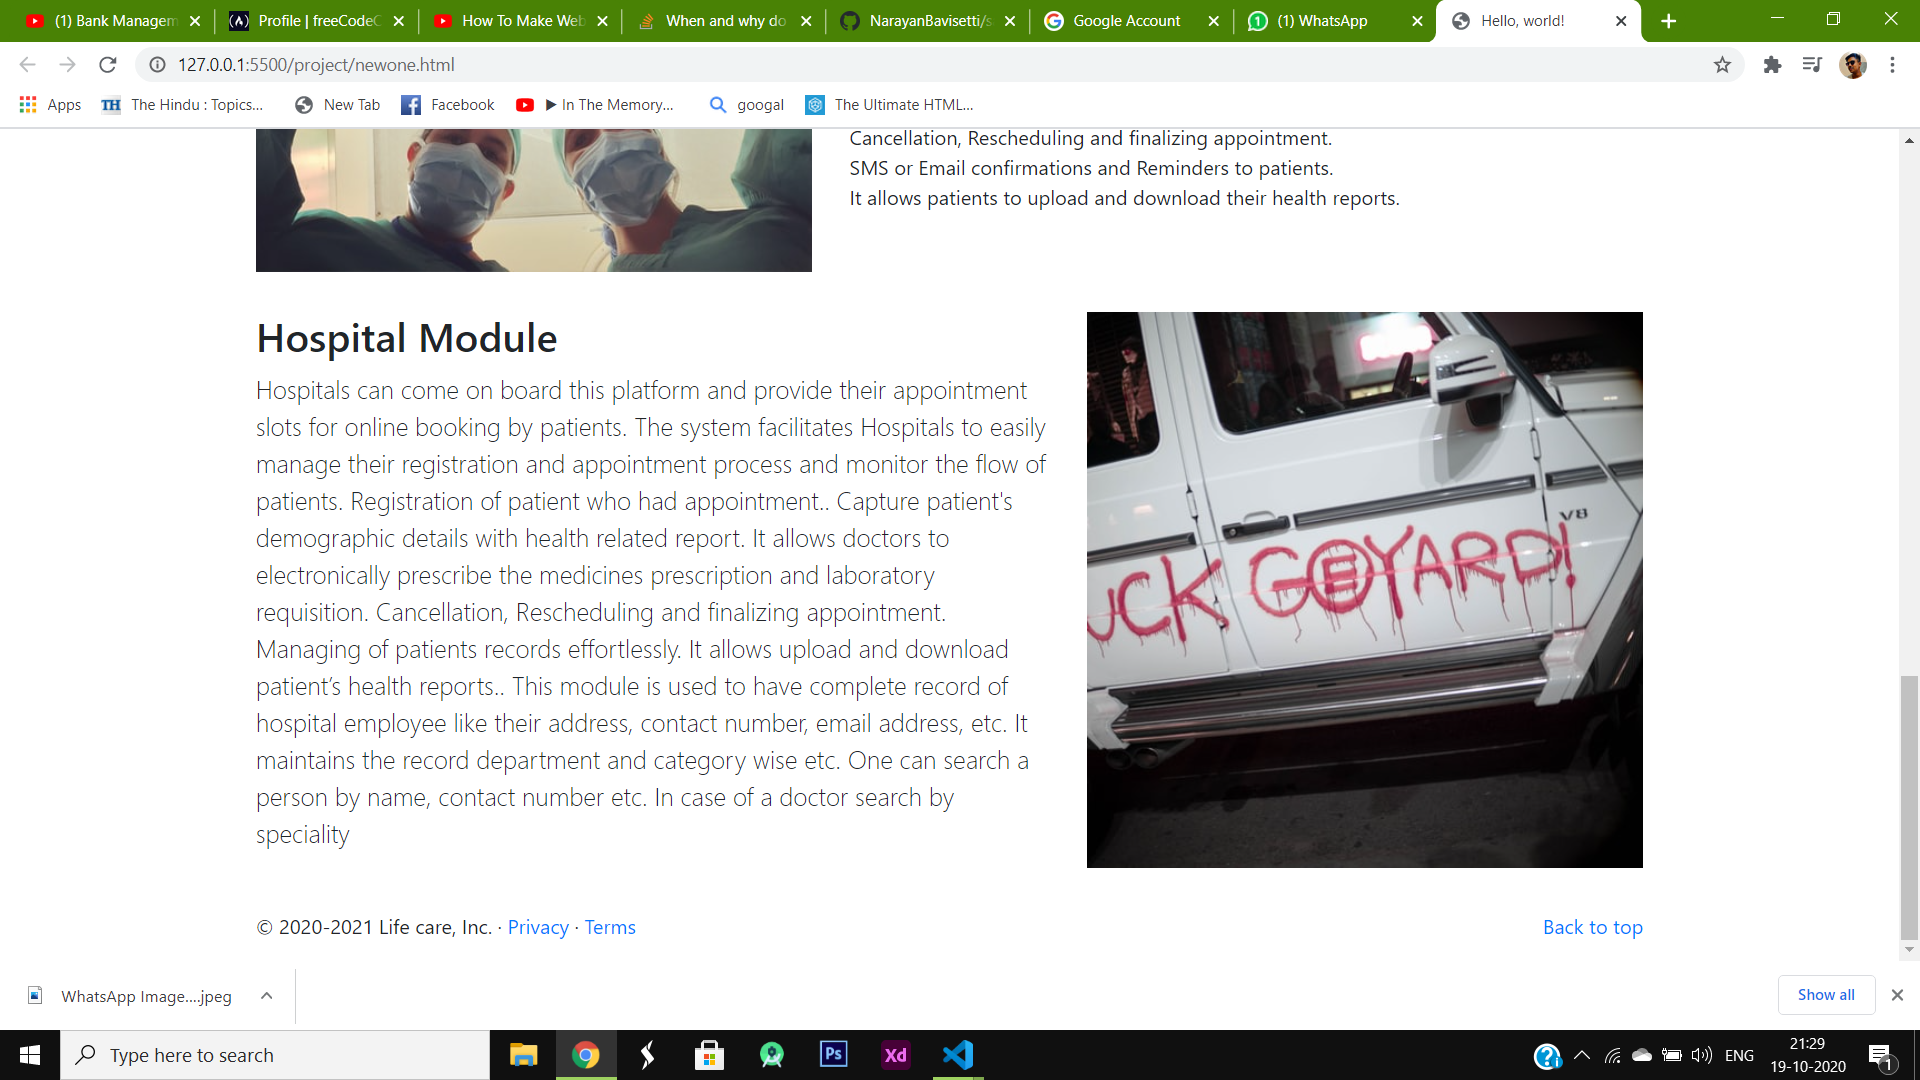 (1) Bank Managem
Profile | freeCodeC
How To Make Web
When and why do
NarayanBavisetti/s
Google Account
(1) WhatsApp
Hello, world!
127.0.0.1:5500/project/newone.html
Apps
The Hindu : Topics...
New Tab
Facebook
▶ In The Memory...
googal
The Ultimate HTML...
Cancellation, Rescheduling and finalizing appointment.
SMS or Email confirmations and Reminders to patients.
It allows patients to upload and download their health reports.
Hospital Module
Hospitals can come on board this platform and provide their appointment
slots for online booking by patients. The system facilitates Hospitals to easily
manage their registration and appointment process and monitor the flow of
patients. Registration of patient who had appointment.. Capture patient's
demographic details with health related report. It allows doctors to
electronically prescribe the medicines prescription and laboratory
requisition. Cancellation, Rescheduling and finalizing appointment.
Managing of patients records effortlessly. It allows upload and download
patient’s health reports.. This module is used to have complete record of
hospital employee like their address, contact number, email address, etc. It
maintains the record department and category wise etc. One can search a
person by name, contact number etc. In case of a doctor search by
speciality
V8
UCK GOYARD!
© 2020-2021 Life care, Inc. · Privacy · Terms
Back to top
WhatsApp Image....jpeg
Show all
Type here to search
Ps
Xd
ENG
21:29
19-10-2020
1